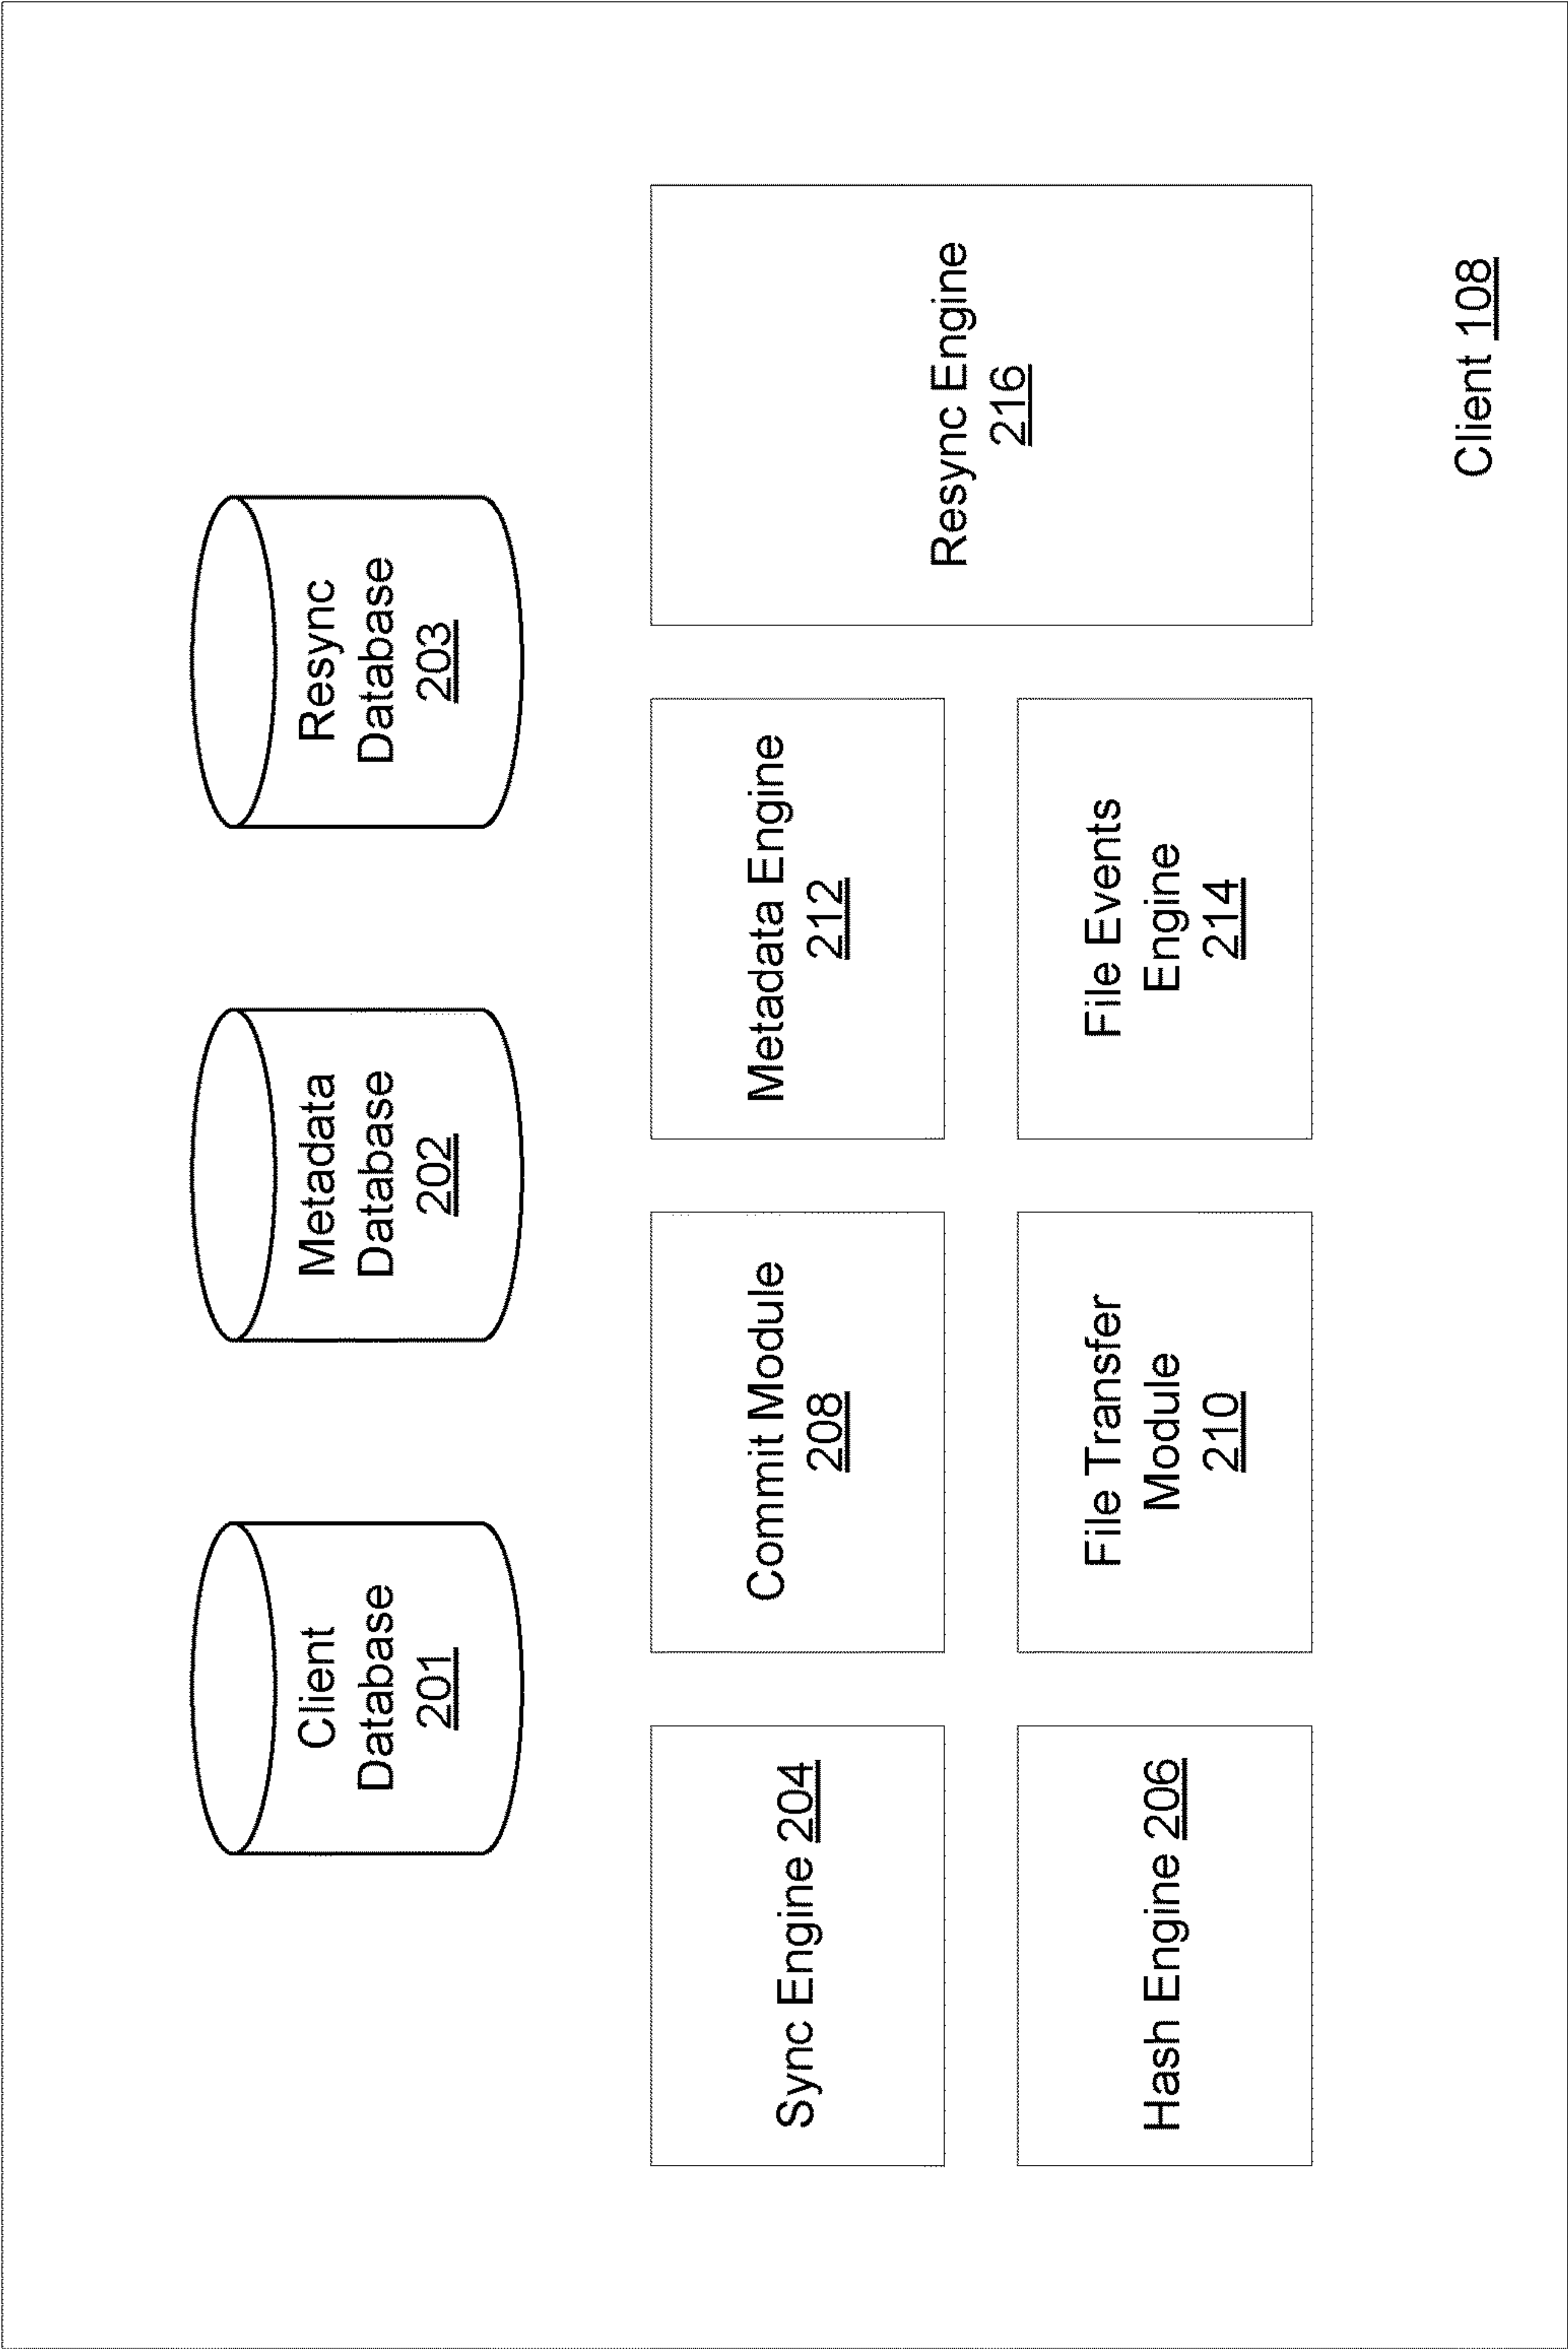 Client
Database
201
Metadata
Database
202
Resync
Database
203
Sync Engine 204
Commit Module
208
Metadata Engine
212
Resync Engine
216
Hash Engine 206
File Transfer
Module
210
File Events
Engine
214
Client 108